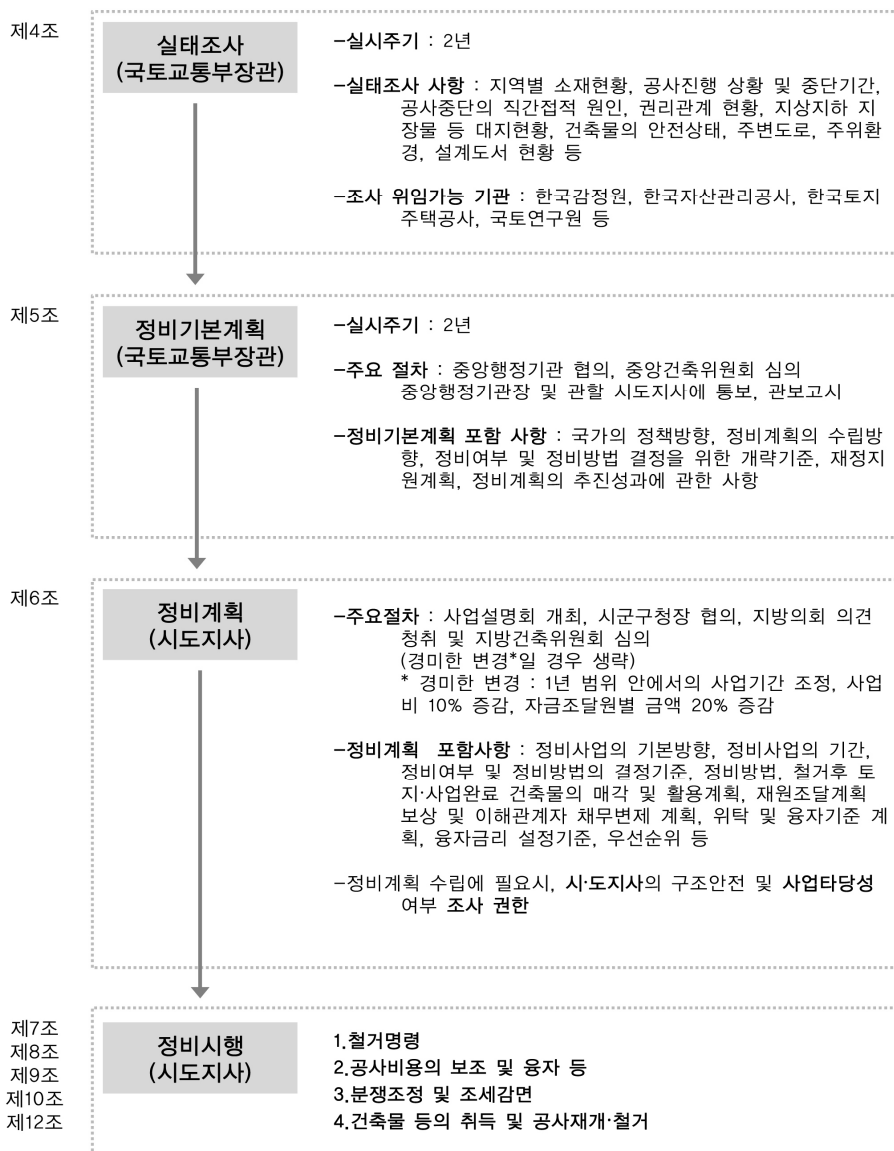 제4조
실태조사
(국토교통부장관)
-실시주기 : 2년
-실태조사 사항 : 지역별 소재현황, 공사진행 상황 및 중단기간,
공사중단의 직간접적 원인, 권리관계 현황, 지상지하 지
장물 등 대지현황, 건축물의 안전상태, 주변도로, 주위환
경, 설계도서 현황 등
-조사 위임가능 기관 : 한국감정원, 한국자산관리공사, 한국토지
주택공사, 국토연구원 등
제5조
정비기본계획
(국토교통부장관)
-실시주기 : 2년
-주요 절차 : 중앙행정기관 협의, 중앙건축위원회 심의
중앙행정기관장 및 관할 시도지사에 통보, 관보고시
-정비기본계획 포함 사항 : 국가의 정책방향, 정비계획의 수립방
향, 정비여부 및 정비방법 결정을 위한 개략기준, 재정지
원계획, 정비계획의 추진성과에 관한 사항
제6조
정비계획
(시도지사)
-주요절차 : 사업설명회 개최, 시군구청장 협의, 지방의회 의견
청취 및 지방건축위원회 심의
(경미한 변경*일 경우 생략)
* 경미한 변경 : 1년 범위 안에서의 사업기간 조정, 사업
비 10% 증감, 자금조달원별 금액 20% 증감
-정비계획 포함사항 : 정비사업의 기본방향, 정비사업의 기간,
정비여부 및 정비방법의 결정기준, 정비방법, 철거후 토
지·사업완료 건축물의 매각 및 활용계획, 재원조달계획
보상 및 이해관계자 채무변제 계획, 위탁 및 융자기준 계
획, 융자금리 설정기준, 우선순위 등
-정비계획 수립에 필요시, 시·도지사의 구조안전 및 사업타당성
여부 조사 권한
제7조
제8조
제9조
제10조
제12조
정비시행
(시도지사)
1.철거명령
2.공사비용의 보조 및 융자 등
3.분쟁조정 및 조세감면
4.건축물 등의 취득 및 공사재개·철거